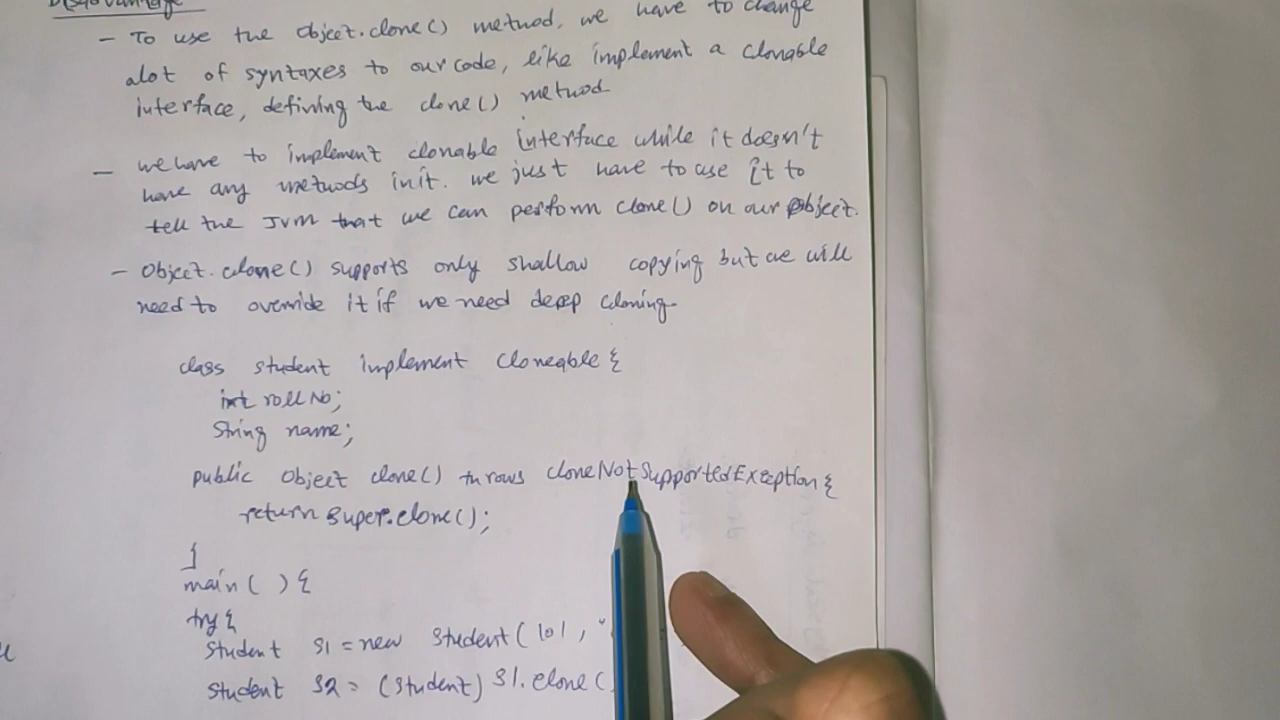 Disadvantage
- To use the Object.clone() method, we have to change
alot of syntaxes to our code, like implement a Clonable
interface, defining the clone() method
- we have to implement clonable interface while it doesn't
have any methods in it. we just have to use it to
tell the JVM that we can perform clone() on our object.
- Object.clone() supports only shallow copying but we will
need to override it if we need deep cloning
class student implement Cloneable {
int roll No;
String name;
public Object clone() throws cloneNotSupportedException {
return super.clone();
}
main ( ) {
try {
student S1 = new student( 101 , "
student S2 = (student) S1.clone (